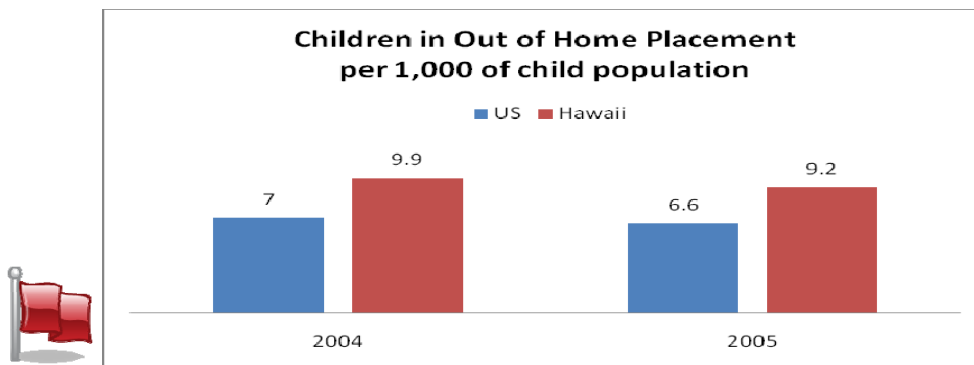 Children in Out of Home Placement
per 1,000 of child population
US Hawaii
9.9
7
9.2
6.6
2004 2005